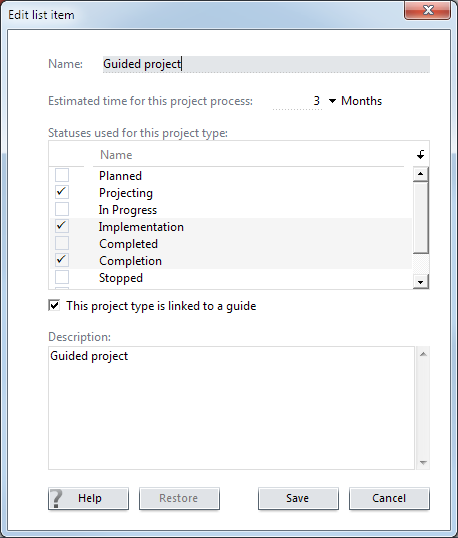 Edit list item
Name: Guided project
Estimated time for this project process: 3 Months
Statuses used for this project type:
Name
Planned
Projecting
In Progress
Implementation
Completed
Completion
Stopped
This project type is linked to a guide
Description:
Guided project
? Help Restore Save Cancel